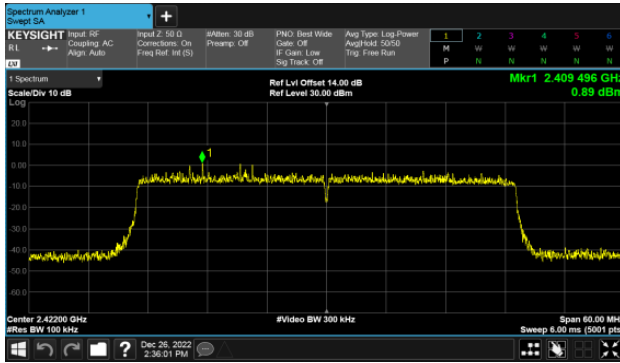 Spectrum Analyzer 1
Swept SA
KEYSIGHT Input: RF Input Z: 50 Ω #Atten: 30 dB PNO: Best Wide Avg Type: Log-Power 1 2 3 4 5 6
RL Coupling: AC Corrections: On Preamp: Off Gate: Off Avg|Hold: 50/50 M W W W W W
Align: Auto Freq Ref: Int (S) IF Gain: Low Trig: Free Run P N N N N N
Sig Track: Off
1 Spectrum Ref Lvl Offset 14.00 dB Mkr1 2.409 496 GHz
Scale/Div 10 dB Ref Level 30.00 dBm 0.89 dBm
Log
20.0
10.0
0.00
1
-10.0
-20.0
-30.0
-40.0
-50.0
-60.0
Center 2.42200 GHz #Video BW 300 kHz Span 60.00 MHz
#Res BW 100 kHz Sweep 6.00 ms (5001 pts)
? Dec 26, 2022
2:36:01 PM